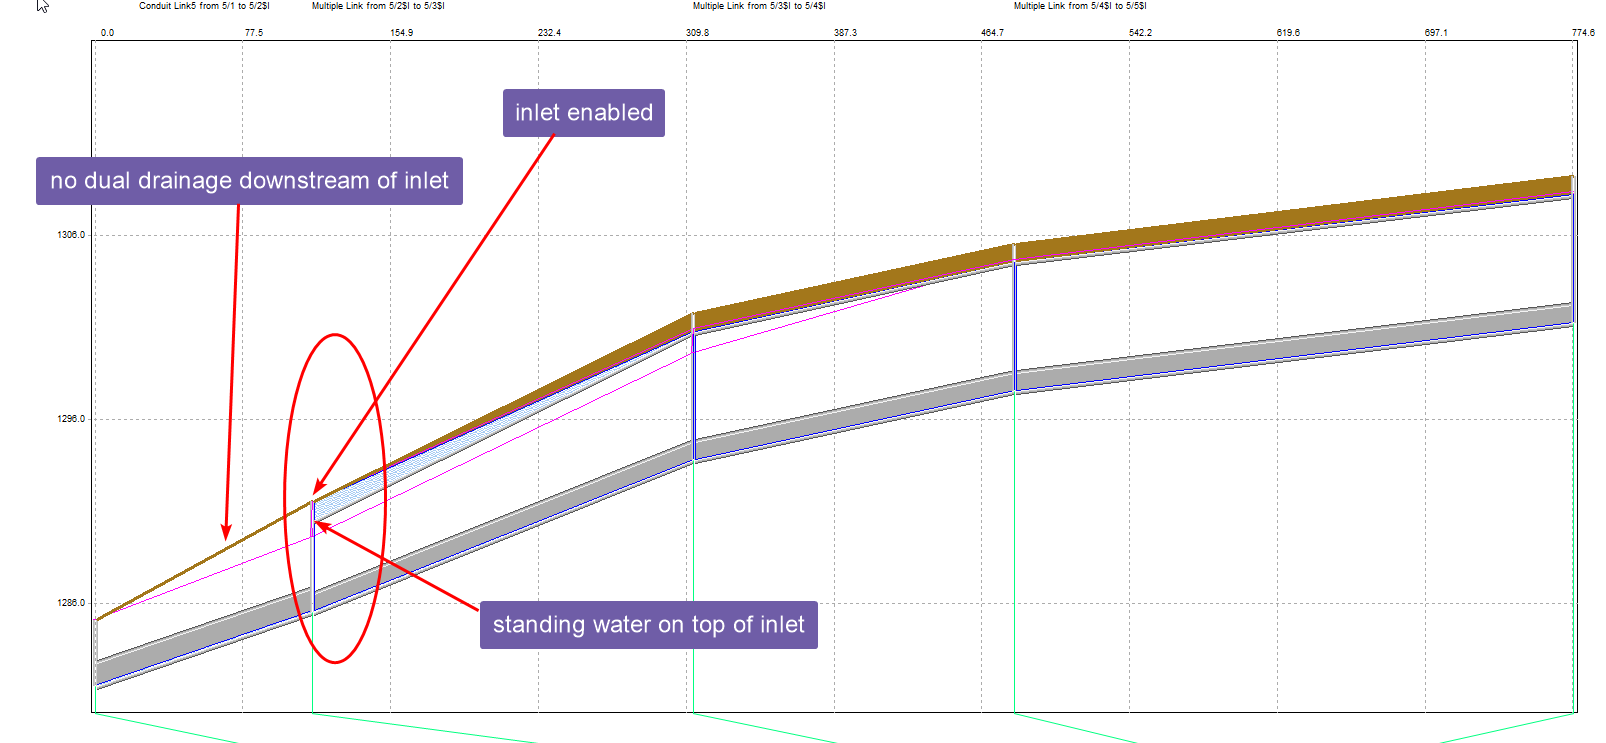 Conduit Link5 from 5/1 to 5/2$I Multiple Link from 5/2$I to 5/3$I Multiple Link from 5/3$I to 5/4$I Multiple Link from 5/4$I to 5/5$I
0.0 77.5 154.9 232.4 309.8 387.3 464.7 542.2 619.6 697.1 774.6
inlet enabled
no dual drainage downstream of inlet
1306.0
1296.0
1286.0
standing water on top of inlet